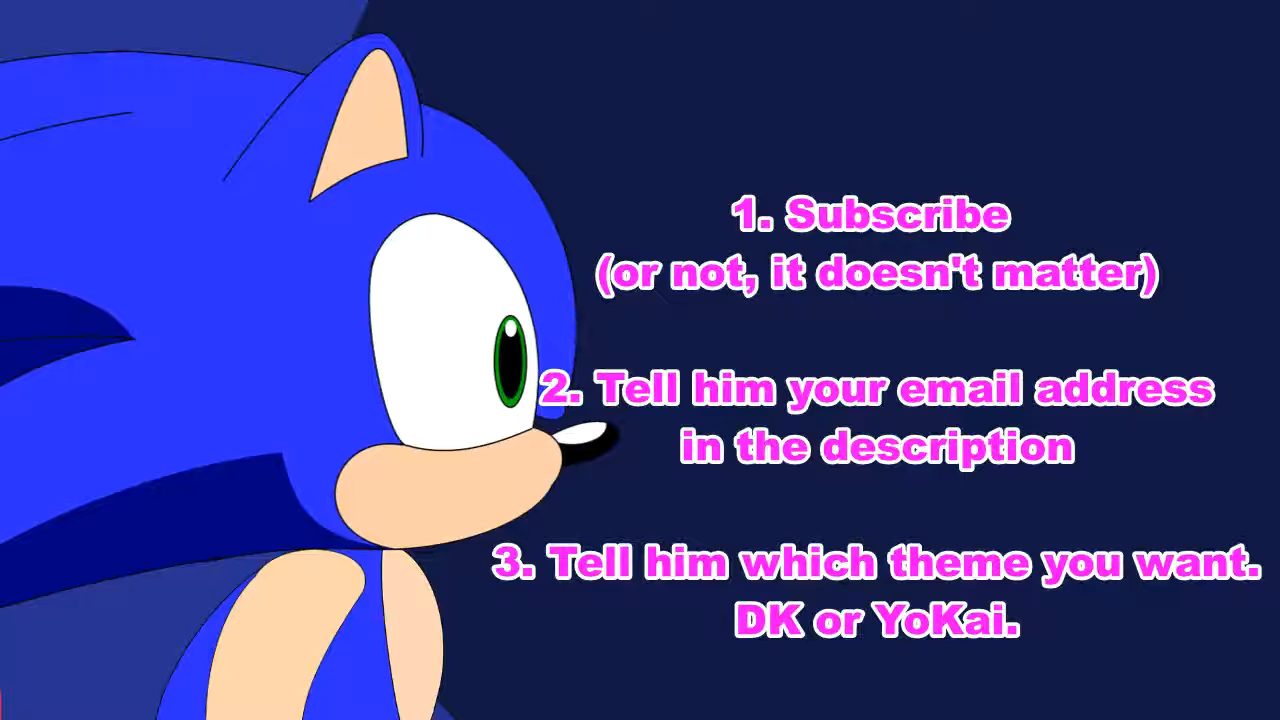 1. Subscribe
(or not, it doesn't matter)
2. Tell him your email address
in the description
3. Tell him which theme you want.
DK or YoKai.